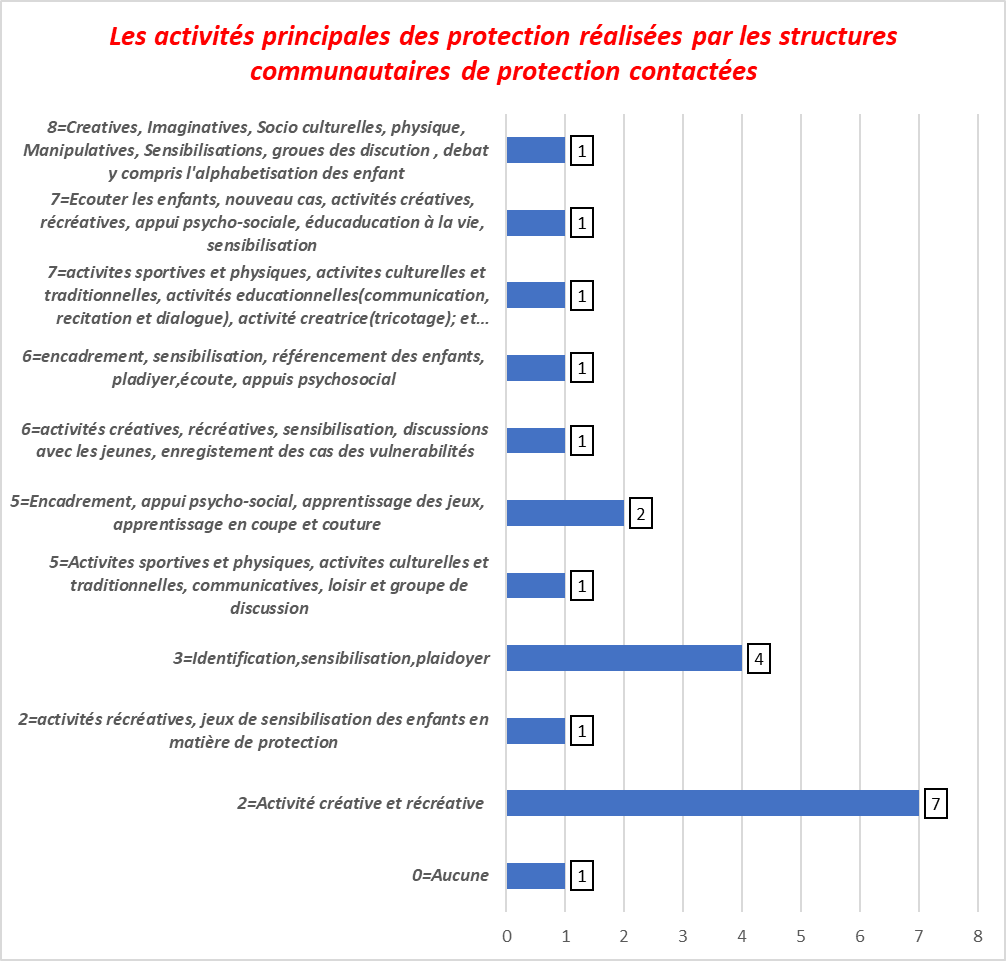 Les activités principales des protection réalisées par les structures
communautaires de protection contactées
8=Creatives, Imaginatives, Socio culturelles, physique,
Manipulatives, Sensibilisations, groues des discution , debat
y compris l'alphabetisation des enfant
1
7=Ecouter les enfants, nouveau cas, activités créatives,
récréatives, appui psycho-sociale, éducaducation à la vie,
sensibilisation
1
7=activites sportives et physiques, activites culturelles et
traditionnelles, activités educationnelles(communication,
recitation et dialogue), activité creatrice(tricotage); et...
1
6=encadrement, sensibilisation, référencement des enfants,
pladiyer,écoute, appuis psychosocial
1
6=activités créatives, récréatives, sensibilisation, discussions
avec les jeunes, enregistement des cas des vulnerabilités
1
5=Encadrement, appui psycho-social, apprentissage des jeux,
apprentissage en coupe et couture
2
5=Activites sportives et physiques, activites culturelles et
traditionnelles, communicatives, loisir et groupe de
discussion
1
3=Identification,sensibilisation,plaidoyer
4
2=activités récréatives, jeux de sensibilisation des enfants en
matière de protection
1
2=Activité créative et récréative
7
0=Aucune
1
0 1 2 3 4 5 6 7 8